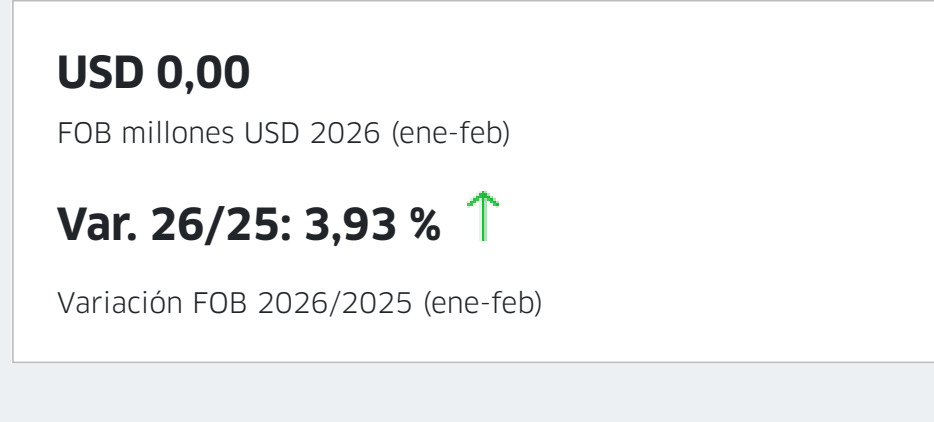 USD 0,00
FOB millones USD 2026 (ene-feb)
Var. 26/25: 3,93 %
Variación FOB 2026/2025 (ene-feb)